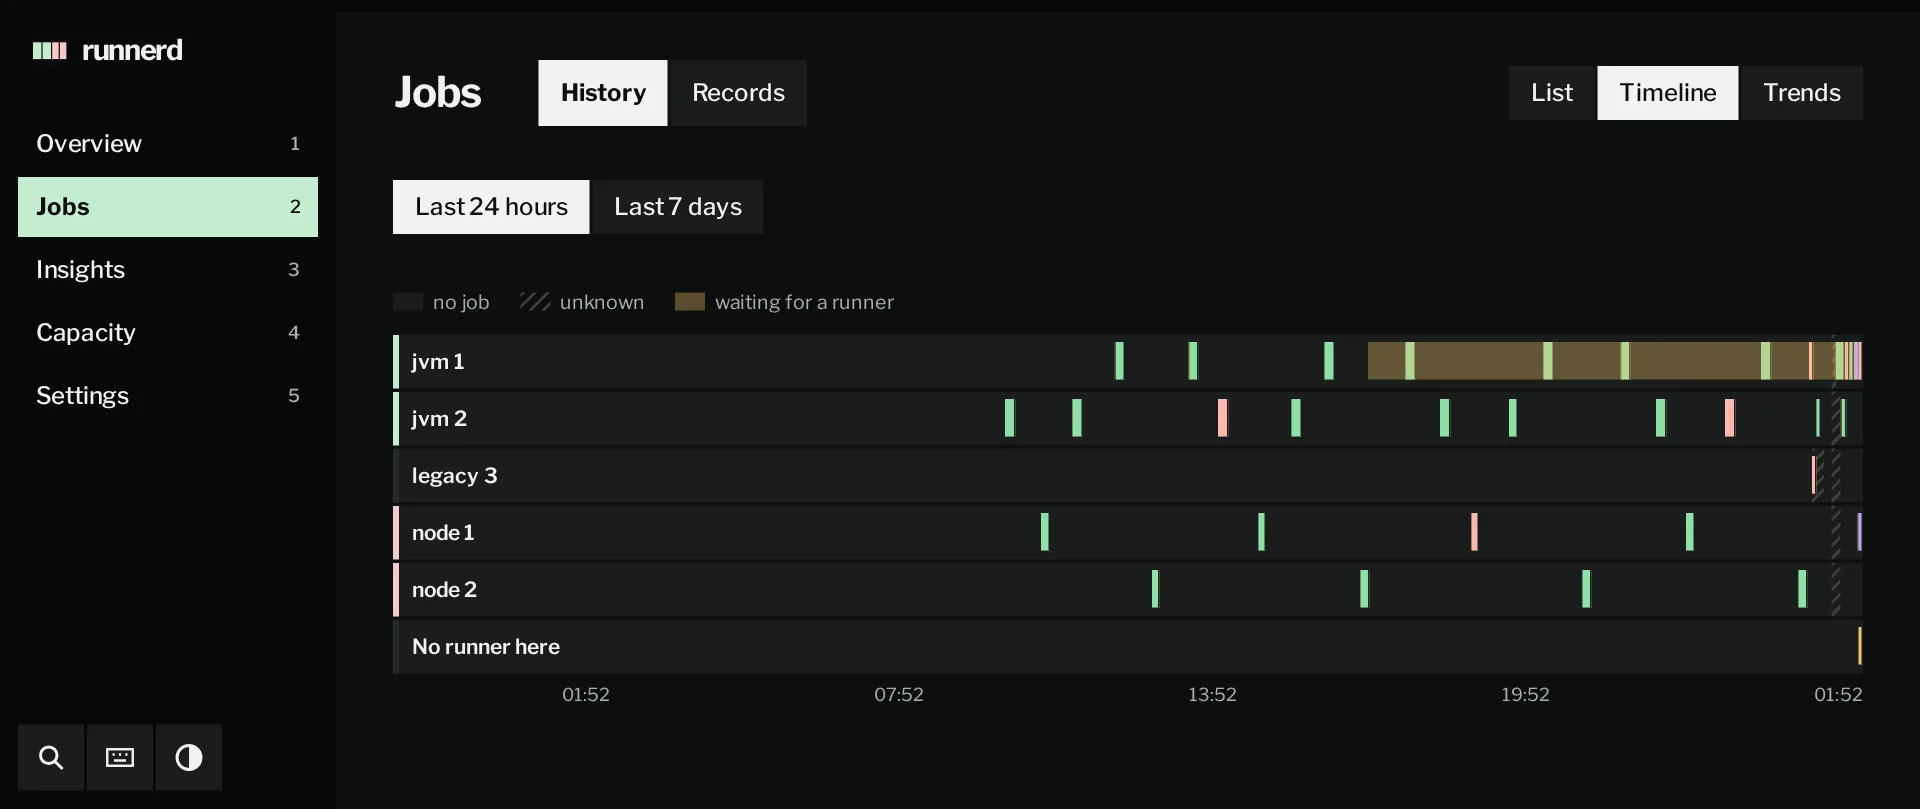 runnerd
Jobs
History
Records
List
Timeline
Trends
Overview 1
Jobs 2
Insights 3
Capacity 4
Settings 5
Last 24 hours
Last 7 days
no job
unknown
waiting for a runner
jvm 1
jvm 2
legacy 3
node 1
node 2
No runner here
01:52 07:52 13:52 19:52 01:52